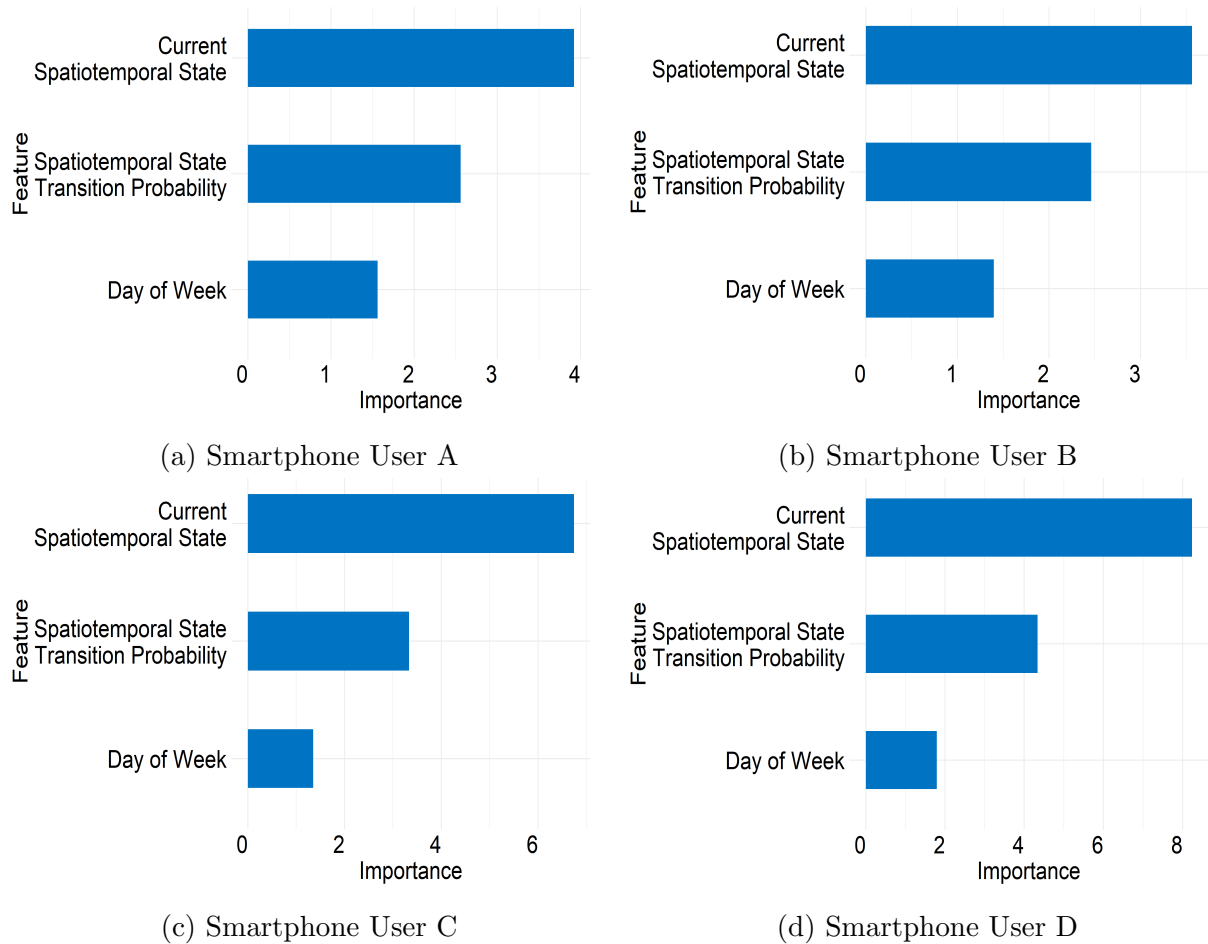 Current
Spatiotemporal State
Spatiotemporal State
Transition Probability
Day of Week
Feature
0 1 2 3 4
Importance
(a) Smartphone User A
Current
Spatiotemporal State
Spatiotemporal State
Transition Probability
Day of Week
Feature
0 1 2 3
Importance
(b) Smartphone User B
Current
Spatiotemporal State
Spatiotemporal State
Transition Probability
Day of Week
Feature
0 2 4 6
Importance
(c) Smartphone User C
Current
Spatiotemporal State
Spatiotemporal State
Transition Probability
Day of Week
Feature
0 2 4 6 8
Importance
(d) Smartphone User D